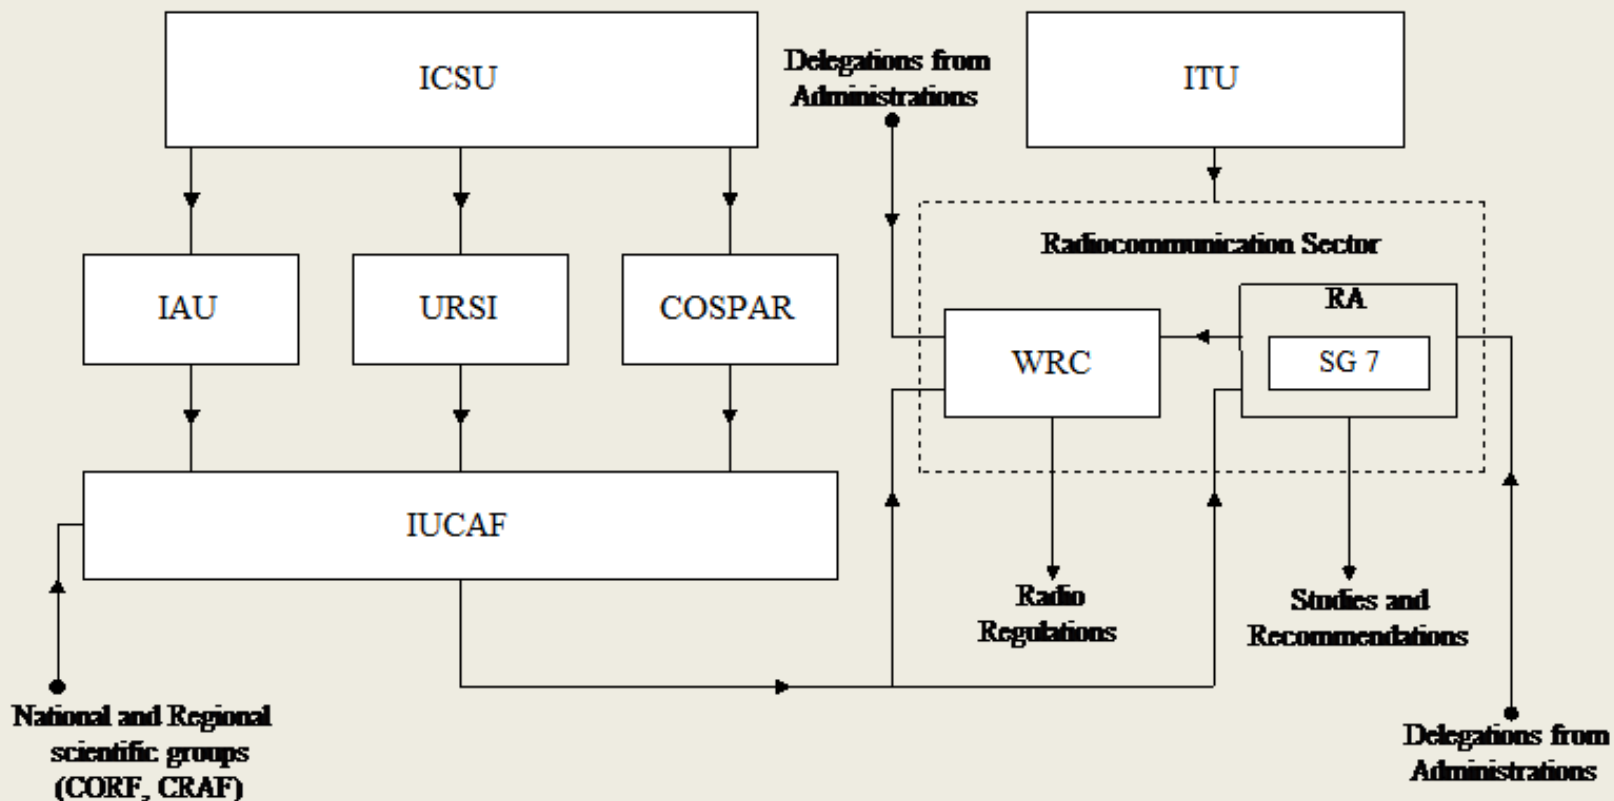 ICSU
Delegations from
Administrations
ITU
Radiocommunication Sector
IAU
URSI
COSPAR
RA
WRC
SG 7
IUCAF
Radio
Regulations
Studies and
Recommendations
National and Regional
scientific groups
(CORF, CRAF)
Delegations from
Administrations